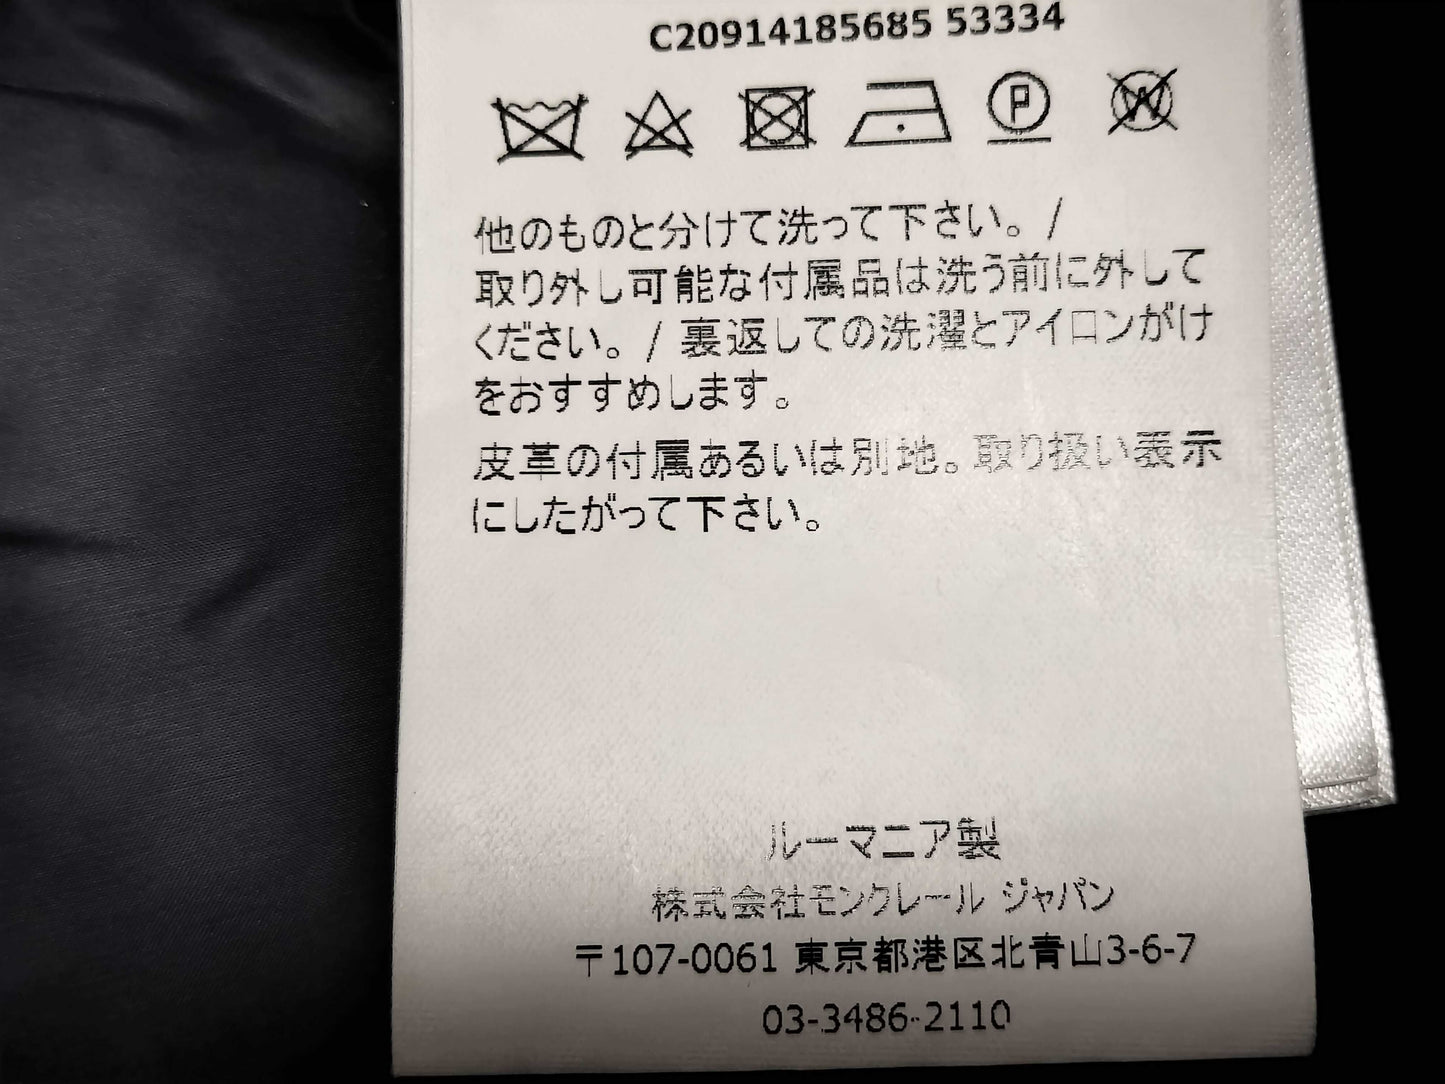 C20914185685 53334
P
W
他のものと分けて洗って下さい。/
取り外し可能な付属品は洗う前に外して
ください。/ 裏返しての洗濯とアイロンがけ
をおすすめします。
皮革の付属あるいは別地。取り扱い表示
にしたがって下さい。
ルーマニア製
株式会社モンクレール ジャパン
〒107-0061 東京都港区北青山3-6-7
03-3486-2110